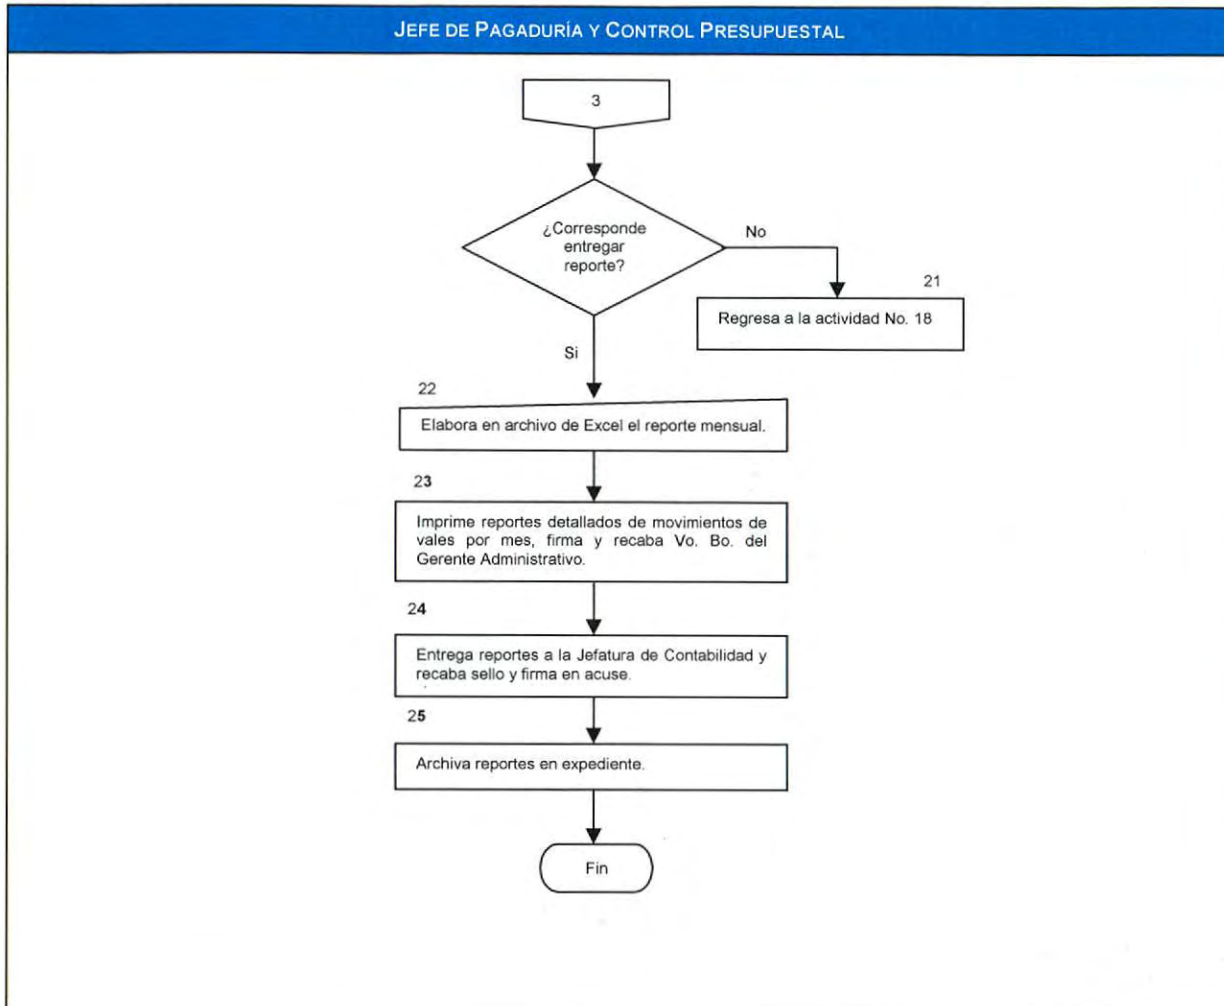 JEFE DE PAGADURÍA Y CONTROL PRESUPUESTAL
3
¿Corresponde
entregar
reporte?
No
21
Regresa a la actividad No. 18
Si
22
Elabora en archivo de Excel el reporte mensual.
23
Imprime reportes detallados de movimientos de
vales por mes, firma y recaba Vo. Bo. del
Gerente Administrativo.
24
Entrega reportes a la Jefatura de Contabilidad y
recaba sello y firma en acuse.
25
Archiva reportes en expediente.
Fin